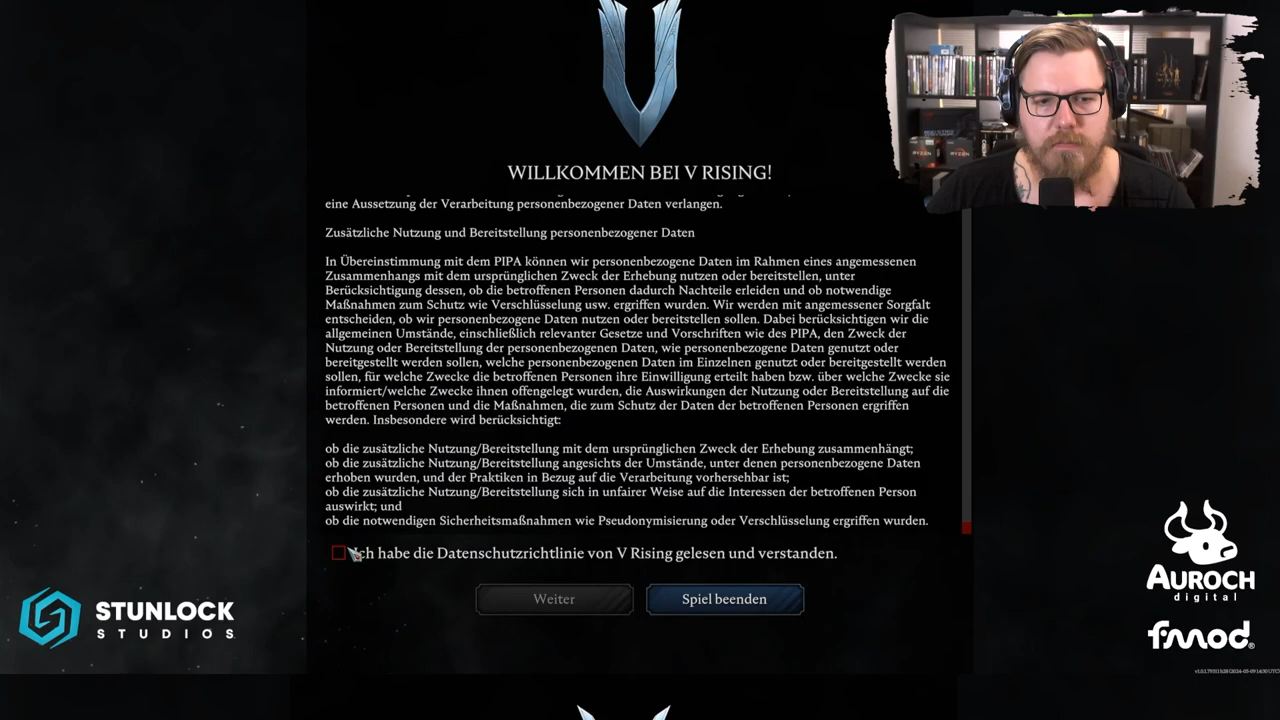 WILLKOMMEN BEI V RISING!
eine Aussetzung der Verarbeitung personenbezogener Daten verlangen.
Zusätzliche Nutzung und Bereitstellung personenbezogener Daten
In Übereinstimmung mit dem PIPA können wir personenbezogene Daten im Rahmen eines angemessenen
Zusammenhangs mit dem ursprünglichen Zweck der Erhebung nutzen oder bereitstellen, unter
Berücksichtigung dessen, ob die betroffenen Personen dadurch Nachteile erleiden und ob notwendige
Maßnahmen zum Schutz wie Verschlüsselung usw. ergriffen wurden. Wir werden mit angemessener Sorgfalt
entscheiden, ob wir personenbezogene Daten nutzen oder bereitstellen sollen. Dabei berücksichtigen wir die
allgemeinen Umstände, einschließlich relevanter Gesetze und Vorschriften wie des PIPA, den Zweck der
Nutzung oder Bereitstellung der personenbezogenen Daten, wie personenbezogene Daten genutzt oder
bereitgestellt werden sollen, welche personenbezogenen Daten im Einzelnen genutzt oder bereitgestellt werden
sollen, für welche Zwecke die betroffenen Personen ihre Einwilligung erteilt haben bzw. über welche Zwecke sie
informiert/welche Zwecke ihnen offengelegt wurden, die Auswirkungen der Nutzung oder Bereitstellung auf die
betroffenen Personen und die Maßnahmen, die zum Schutz der Daten der betroffenen Personen ergriffen
werden. Insbesondere wird berücksichtigt:
ob die zusätzliche Nutzung/Bereitstellung mit dem ursprünglichen Zweck der Erhebung zusammenhängt;
ob die zusätzliche Nutzung/Bereitstellung angesichts der Umstände, unter denen personenbezogene Daten
erhoben wurden, und der Praktiken in Bezug auf die Verarbeitung vorhersehbar ist;
ob die zusätzliche Nutzung/Bereitstellung sich in unfairer Weise auf die Interessen der betroffenen Person
auswirkt; und
ob die notwendigen Sicherheitsmaßnahmen wie Pseudonymisierung oder Verschlüsselung ergriffen wurden.
Ich habe die Datenschutzrichtlinie von V Rising gelesen und verstanden.
Weiter
Spiel beenden
STUNLOCK
STUDIOS
AUROCH
digital
fmod
RYZEN
RYZEN